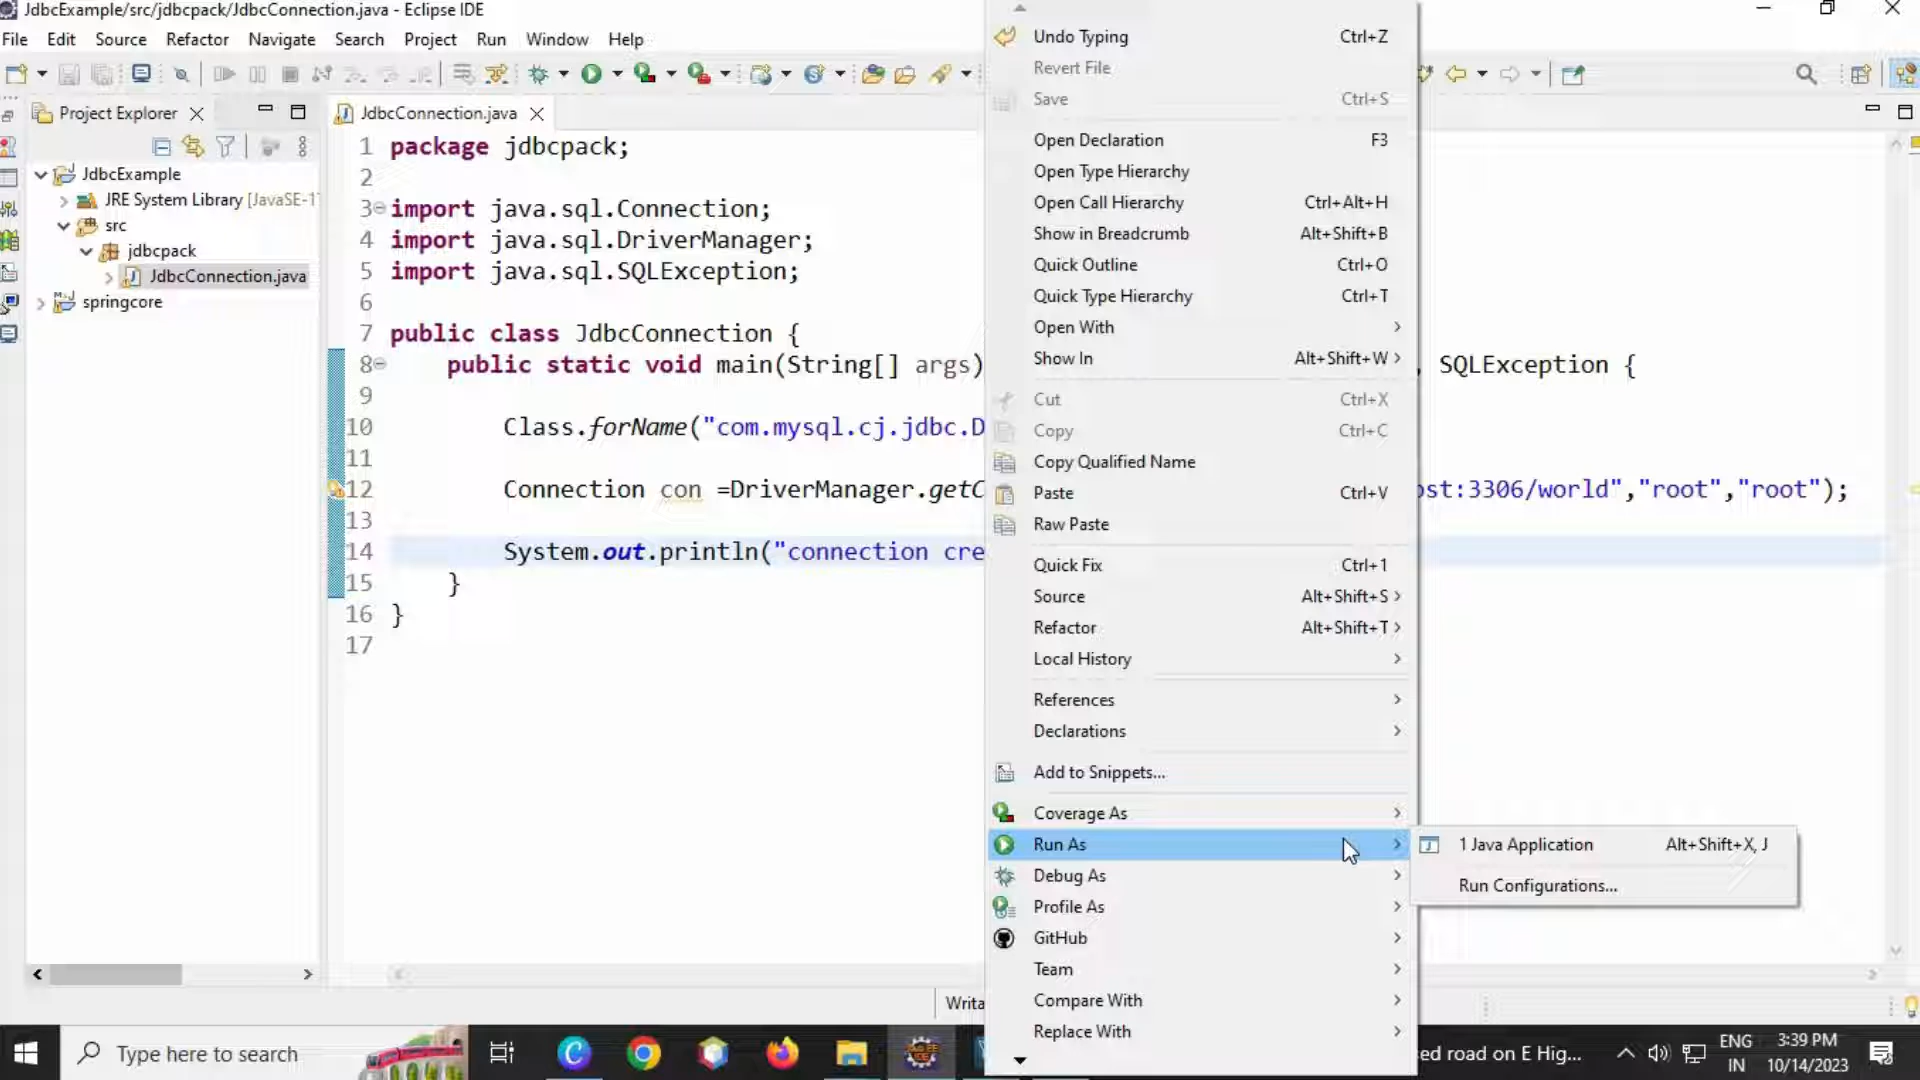 JdbcExample/src/jdbcpack/JdbcConnection.java - Eclipse IDE
File Edit Source Refactor Navigate Search Project Run Window Help
Project Explorer
JdbcExample
JRE System Library [JavaSE-1
src
jdbcpack
JdbcConnection.java
springcore
JdbcConnection.java
1 package jdbcpack;
2
3 import java.sql.Connection;
4 import java.sql.DriverManager;
5 import java.sql.SQLException;
6
7 public class JdbcConnection {
8 public static void main(String[] args) , SQLException {
9
10 Class.forName("com.mysql.cj.jdbc.D
11
12 Connection con =DriverManager.getC ost:3306/world","root","root");
13
14 System.out.println("connection cre
15 }
16 }
17
Undo Typing Ctrl+Z
Revert File
Save Ctrl+S
Open Declaration F3
Open Type Hierarchy
Open Call Hierarchy Ctrl+Alt+H
Show in Breadcrumb Alt+Shift+B
Quick Outline Ctrl+O
Quick Type Hierarchy Ctrl+T
Open With
Show In Alt+Shift+W
Cut Ctrl+X
Copy Ctrl+C
Copy Qualified Name
Paste Ctrl+V
Raw Paste
Quick Fix Ctrl+1
Source Alt+Shift+S
Refactor Alt+Shift+T
Local History
References
Declarations
Add to Snippets...
Coverage As
Run As
Debug As
Profile As
GitHub
Team
Compare With
Replace With
1 Java Application Alt+Shift+X, J
Run Configurations...
Writa
Type here to search
ed road on E Hig...
ENG
IN
3:39 PM
10/14/2023